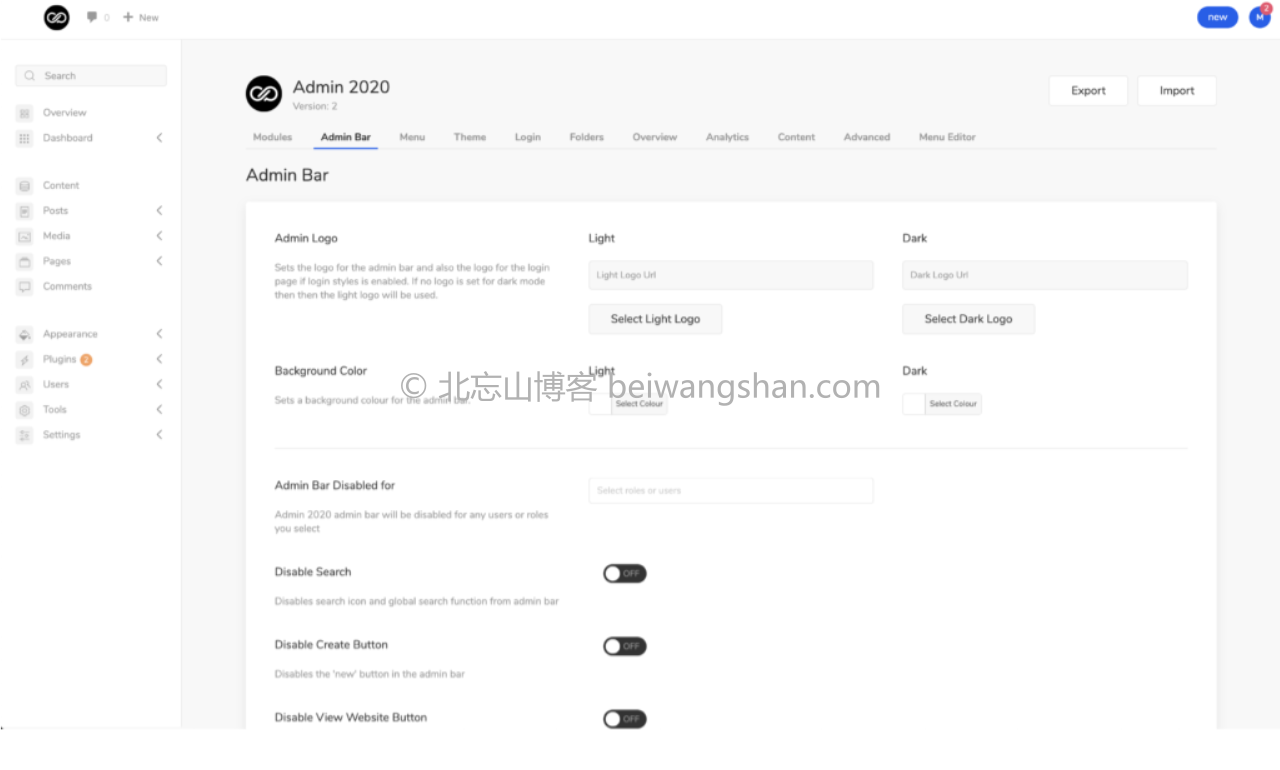 0 New new M 2
Search
Overview
Dashboard
Content
Posts
Media
Pages
Comments
Appearance
Plugins 2
Users
Tools
Settings
Admin 2020
Version: 2
Export Import
Modules Admin Bar Menu Theme Login Folders Overview Analytics Content Advanced Menu Editor
Admin Bar
Admin Logo Light Dark
Sets the logo for the admin bar and also the logo for the login
page if login styles is enabled. If no logo is set for dark mode
then then the light logo will be used.
Light Logo Url Dark Logo Url
Select Light Logo Select Dark Logo
Background Color Light Dark
Sets a background colour for the admin bar.
Select Colour Select Colour
© 北忘山博客 beiwangshan.com
Admin Bar Disabled for
Select roles or users
Admin 2020 admin bar will be disabled for any users or roles
you select
Disable Search OFF
Disables search icon and global search function from admin bar
Disable Create Button OFF
Disables the 'new' button in the admin bar
Disable View Website Button OFF